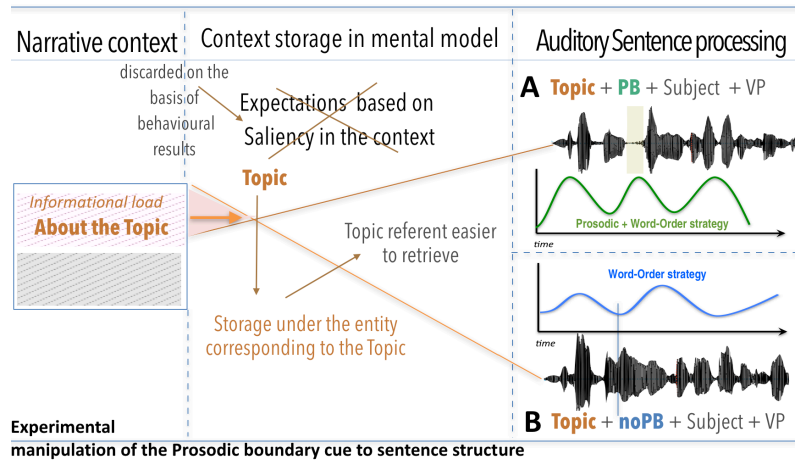 Narrative context
Context storage in mental model
Auditory Sentence processing
discarded on the
basis of
behavioural
results
Expectations based on
Saliency in the context
Topic
Informational load
About the Topic
Topic referent easier
to retrieve
Storage under the entity
corresponding to the Topic
A Topic + PB + Subject + VP
Prosodic + Word-Order strategy
time
Word-Order strategy
time
B Topic + noPB + Subject + VP
Experimental
manipulation of the Prosodic boundary cue to sentence structure